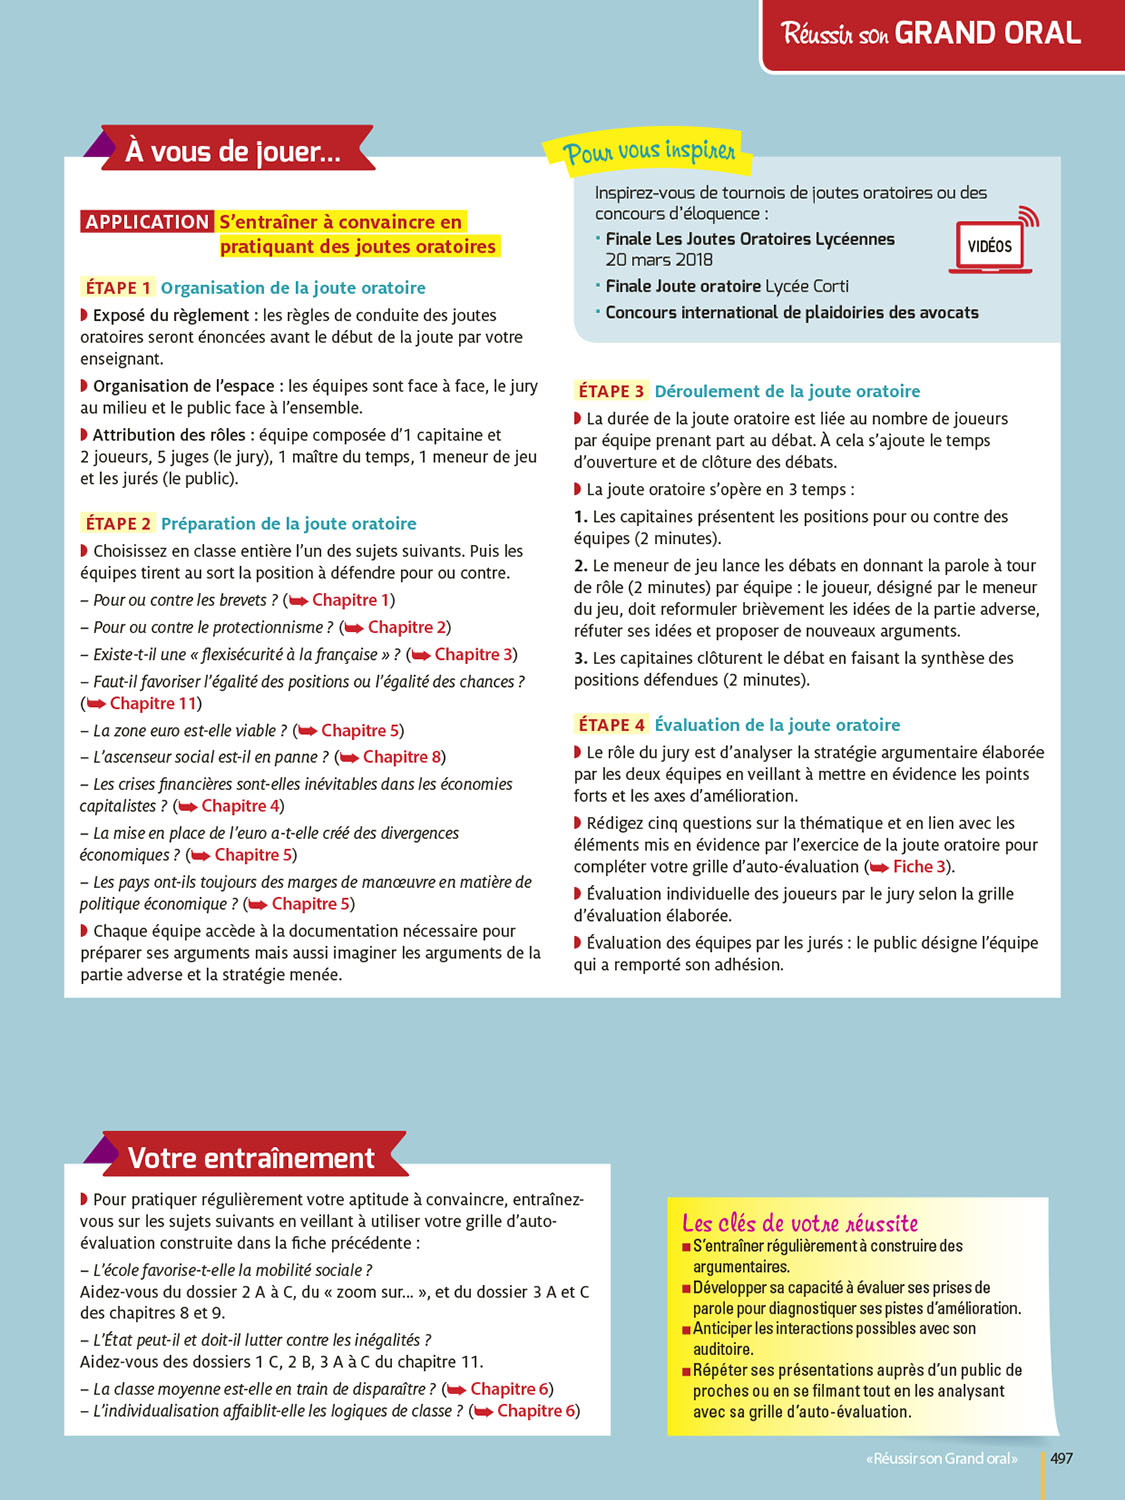 Réussir son GRAND ORAL
À vous de jouer...
APPLICATION S'entraîner à convaincre en
pratiquant des joutes oratoires
ÉTAPE 1 Organisation de la joute oratoire
Exposé du règlement : les règles de conduite des joutes
oratoires seront énoncées avant le début de la joute par votre
enseignant.
Organisation de l'espace : les équipes sont face à face, le jury
au milieu et le public face à l'ensemble.
Attribution des rôles : équipe composée d'1 capitaine et
2 joueurs, 5 juges (le jury), 1 maître du temps, 1 meneur de jeu
et les jurés (le public).
ÉTAPE 2 Préparation de la joute oratoire
Choisissez en classe entière l'un des sujets suivants. Puis les
équipes tirent au sort la position à défendre pour ou contre.
– Pour ou contre les brevets ? (➥ Chapitre 1)
– Pour ou contre le protectionnisme ? (➥ Chapitre 2)
– Existe-t-il une « flexisécurité à la française » ? (➥ Chapitre 3)
– Faut-il favoriser l'égalité des positions ou l'égalité des chances ?
(➥ Chapitre 11)
– La zone euro est-elle viable ? (➥ Chapitre 5)
– L'ascenseur social est-il en panne ? (➥ Chapitre 8)
– Les crises financières sont-elles inévitables dans les économies
capitalistes ? (➥ Chapitre 4)
– La mise en place de l'euro a-t-elle créé des divergences
économiques ? (➥ Chapitre 5)
– Les pays ont-ils toujours des marges de manœuvre en matière de
politique économique ? (➥ Chapitre 5)
Chaque équipe accède à la documentation nécessaire pour
préparer ses arguments mais aussi imaginer les arguments de la
partie adverse et la stratégie menée.
Pour vous inspirer
Inspirez-vous de tournois de joutes oratoires ou des
concours d'éloquence :
• Finale Les Joutes Oratoires Lycéennes
20 mars 2018
• Finale Joute oratoire Lycée Corti
• Concours international de plaidoiries des avocats
VIDÉOS
ÉTAPE 3 Déroulement de la joute oratoire
La durée de la joute oratoire est liée au nombre de joueurs
par équipe prenant part au débat. À cela s'ajoute le temps
d'ouverture et de clôture des débats.
La joute oratoire s'opère en 3 temps :
1. Les capitaines présentent les positions pour ou contre des
équipes (2 minutes).
2. Le meneur de jeu lance les débats en donnant la parole à tour
de rôle (2 minutes) par équipe : le joueur, désigné par le meneur
du jeu, doit reformuler brièvement les idées de la partie adverse,
réfuter ses idées et proposer de nouveaux arguments.
3. Les capitaines clôturent le débat en faisant la synthèse des
positions défendues (2 minutes).
ÉTAPE 4 Évaluation de la joute oratoire
Le rôle du jury est d'analyser la stratégie argumentaire élaborée
par les deux équipes en veillant à mettre en évidence les points
forts et les axes d'amélioration.
Rédigez cinq questions sur la thématique et en lien avec les
éléments mis en évidence par l'exercice de la joute oratoire pour
compléter votre grille d'auto-évaluation (➥ Fiche 3).
Évaluation individuelle des joueurs par le jury selon la grille
d'évaluation élaborée.
Évaluation des équipes par les jurés : le public désigne l'équipe
qui a remporté son adhésion.
Votre entraînement
Pour pratiquer régulièrement votre aptitude à convaincre, entraînez-
vous sur les sujets suivants en veillant à utiliser votre grille d'auto-
évaluation construite dans la fiche précédente :
– L'école favorise-t-elle la mobilité sociale ?
Aidez-vous du dossier 2 A à C, du « zoom sur... », et du dossier 3 A et C
des chapitres 8 et 9.
– L'État peut-il et doit-il lutter contre les inégalités ?
Aidez-vous des dossiers 1 C, 2 B, 3 A à C du chapitre 11.
– La classe moyenne est-elle en train de disparaître ? (➥ Chapitre 6)
– L'individualisation affaiblit-elle les logiques de classe ? (➥ Chapitre 6)
Les clés de votre réussite
■ S'entraîner régulièrement à construire des
argumentaires.
■ Développer sa capacité à évaluer ses prises de
parole pour diagnostiquer ses pistes d'amélioration.
■ Anticiper les interactions possibles avec son
auditoire.
■ Répéter ses présentations auprès d'un public de
proches ou en se filmant tout en les analysant
avec sa grille d'auto-évaluation.
«Réussir son Grand oral» 497